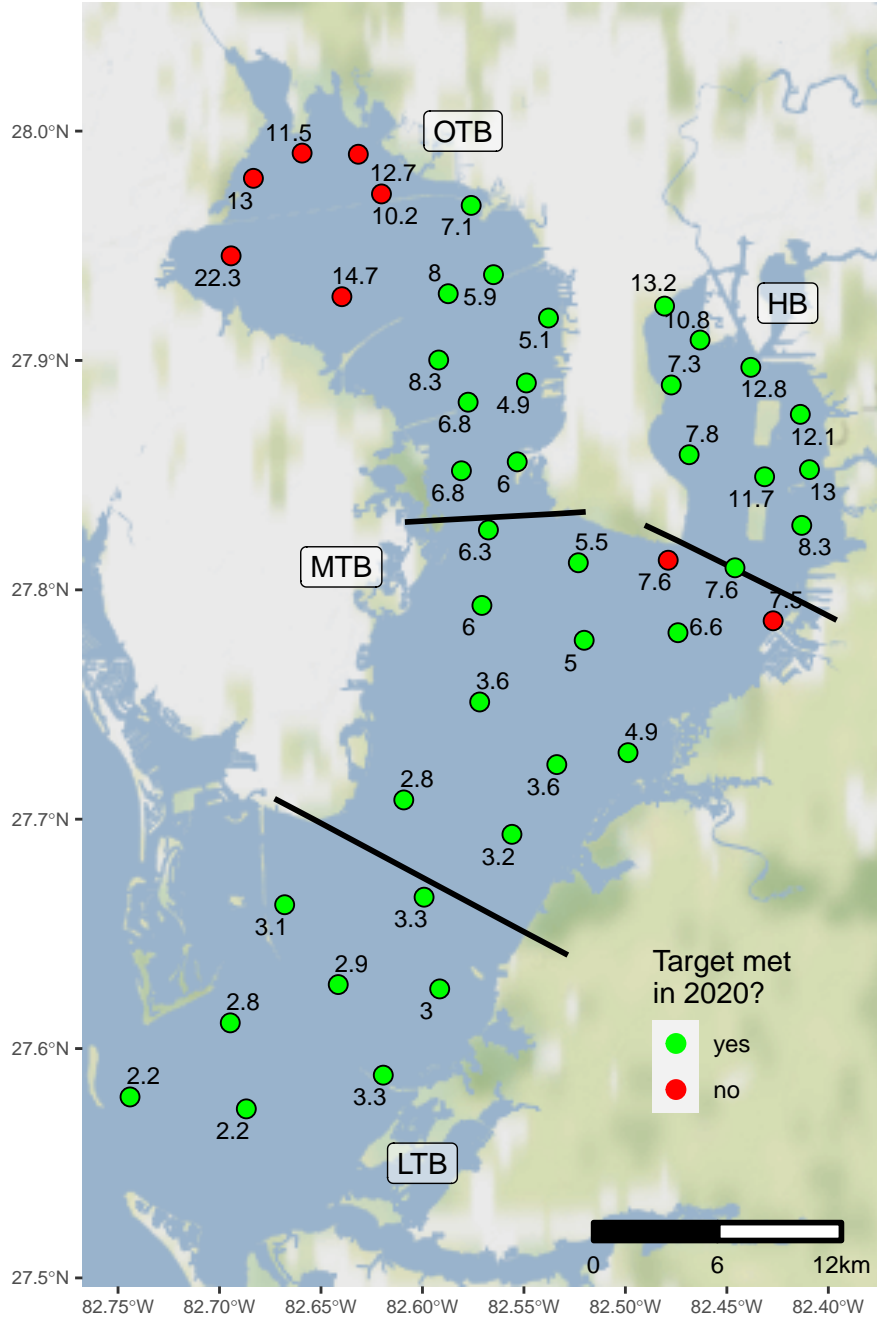 28.0°N
27.9°N
27.8°N
27.7°N
27.6°N
27.5°N
OTB
11.5
12.7
13
10.2
7.1
22.3
14.7
8
5.9
5.1
8.3
4.9
6.8
6.8
6
HB
13.2
10.8
7.3
12.8
12.1
7.8
11.7
13
8.3
MTB
6.3
5.5
7.6
7.6
7.5
6
5
6.6
3.6
4.9
3.6
2.8
3.2
3.1
3.3
2.9
3
2.8
2.2
2.2
3.3
LTB
Target met
in 2020?
yes
no
0 6 12km
82.75°W 82.70°W 82.65°W 82.60°W 82.55°W 82.50°W 82.45°W 82.40°W